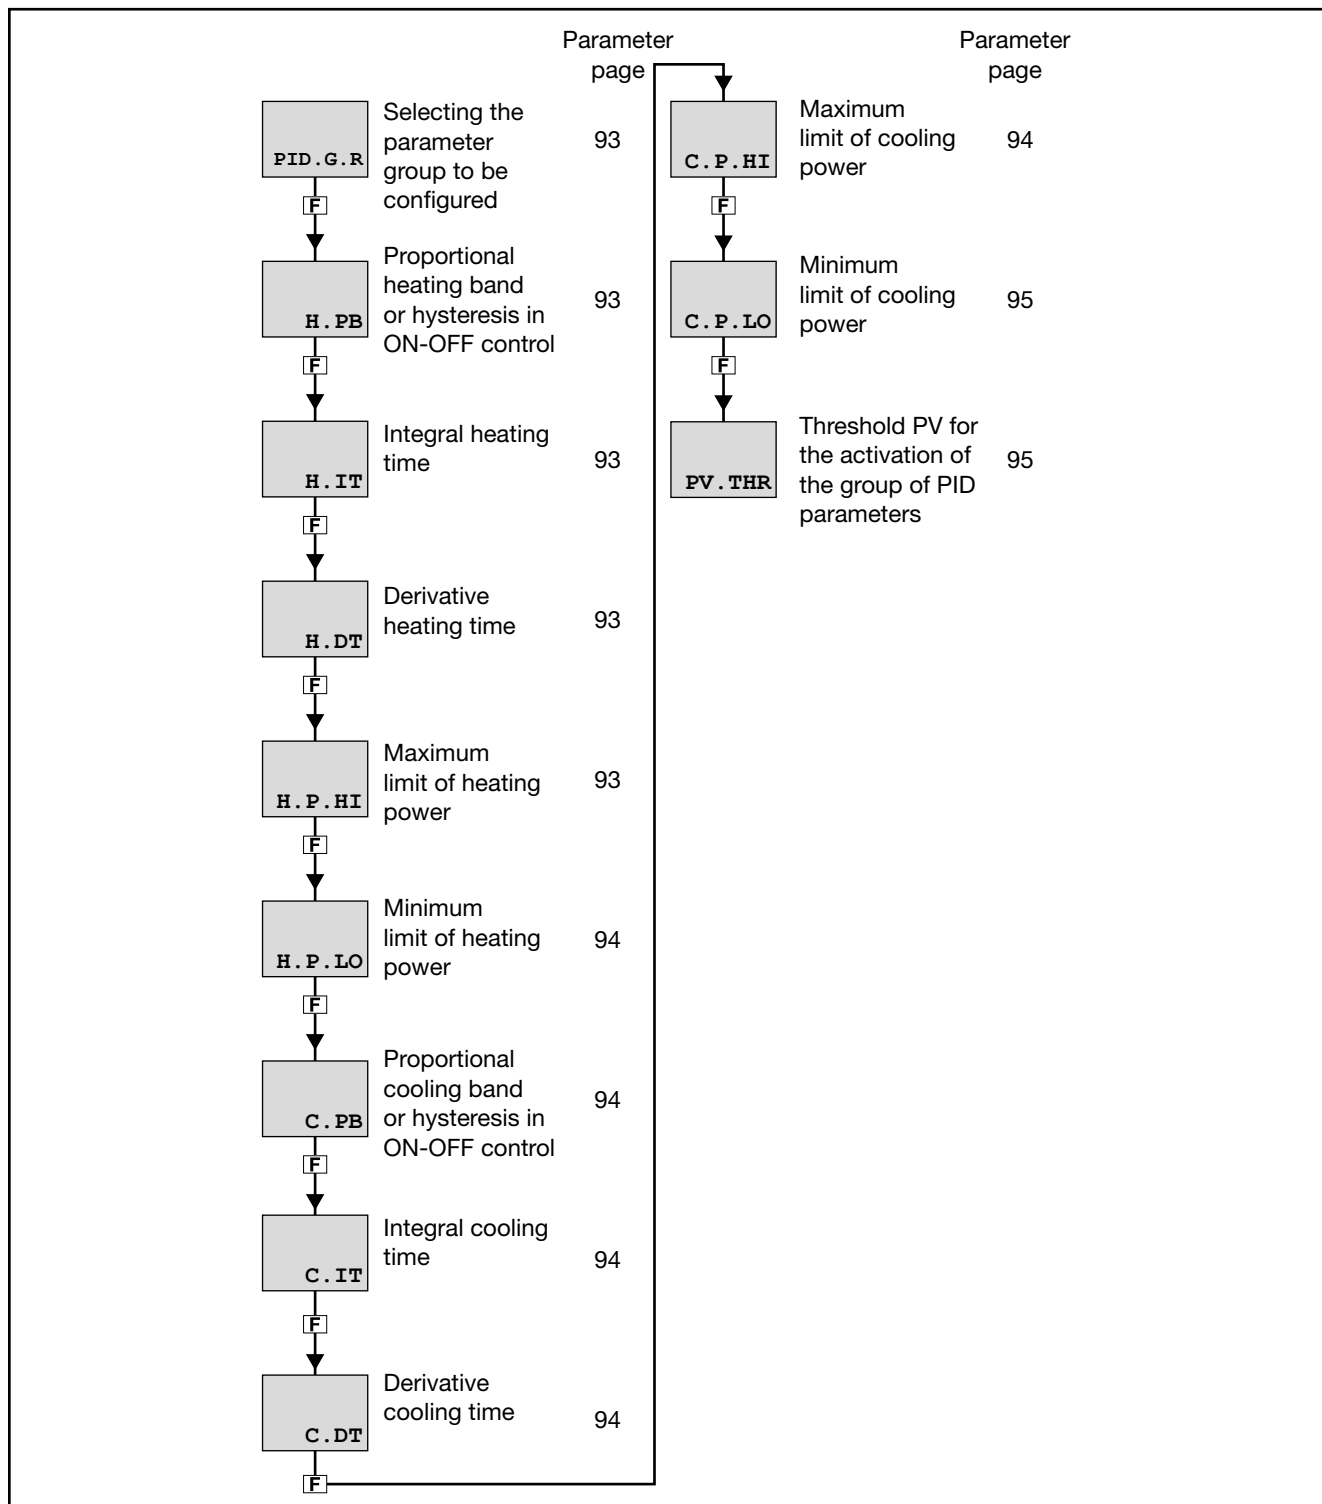 Parameter
page
PID.G.R
Selecting the
parameter
group to be
configured
93
F
H.PB
Proportional
heating band
or hysteresis in
ON-OFF control
93
F
H.IT
Integral heating
time
93
F
H.DT
Derivative
heating time
93
F
H.P.HI
Maximum
limit of heating
power
93
F
H.P.LO
Minimum
limit of heating
power
94
F
C.PB
Proportional
cooling band
or hysteresis in
ON-OFF control
94
F
C.IT
Integral cooling
time
94
F
C.DT
Derivative
cooling time
94
F
Parameter
page
C.P.HI
Maximum
limit of cooling
power
94
F
C.P.LO
Minimum
limit of cooling
power
95
F
PV.THR
Threshold PV for
the activation of
the group of PID
parameters
95